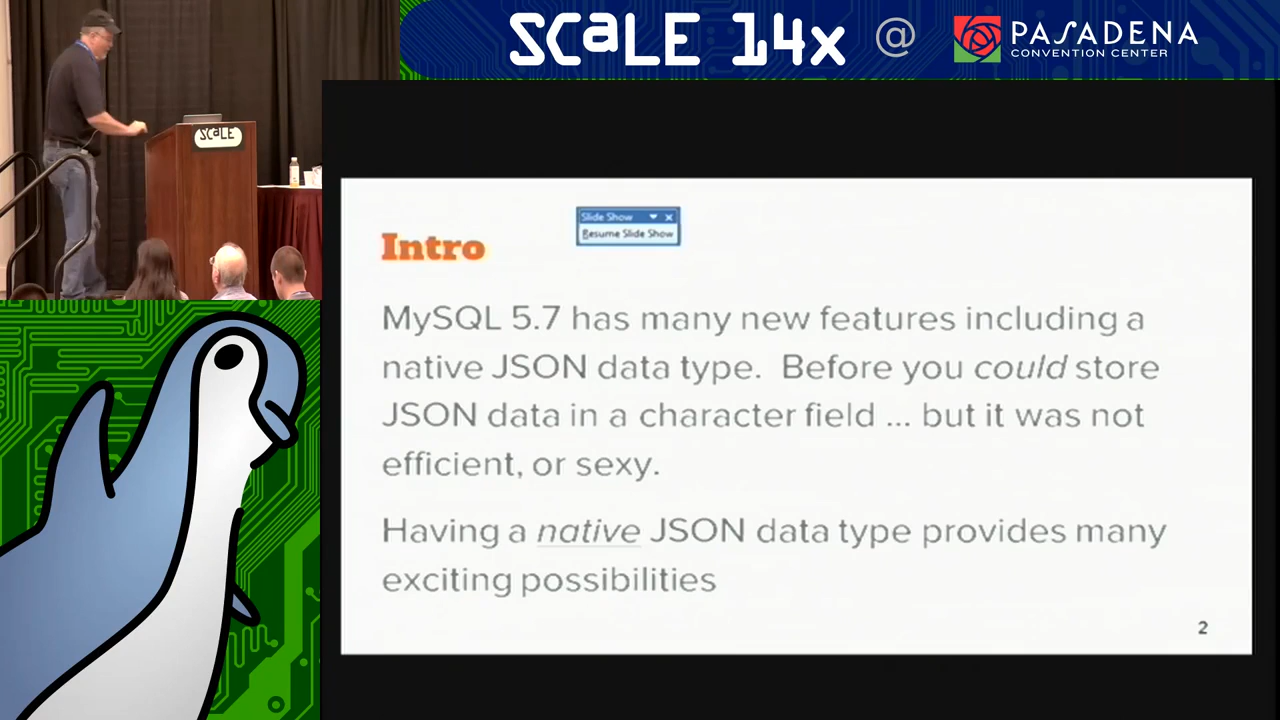 SCaLE 14x @ PASADENA
CONVENTION CENTER
SCaLE
Slide Show
Resume Slide Show
Intro
MySQL 5.7 has many new features including a
native JSON data type. Before you could store
JSON data in a character field ... but it was not
efficient, or sexy.
Having a native JSON data type provides many
exciting possibilities
2